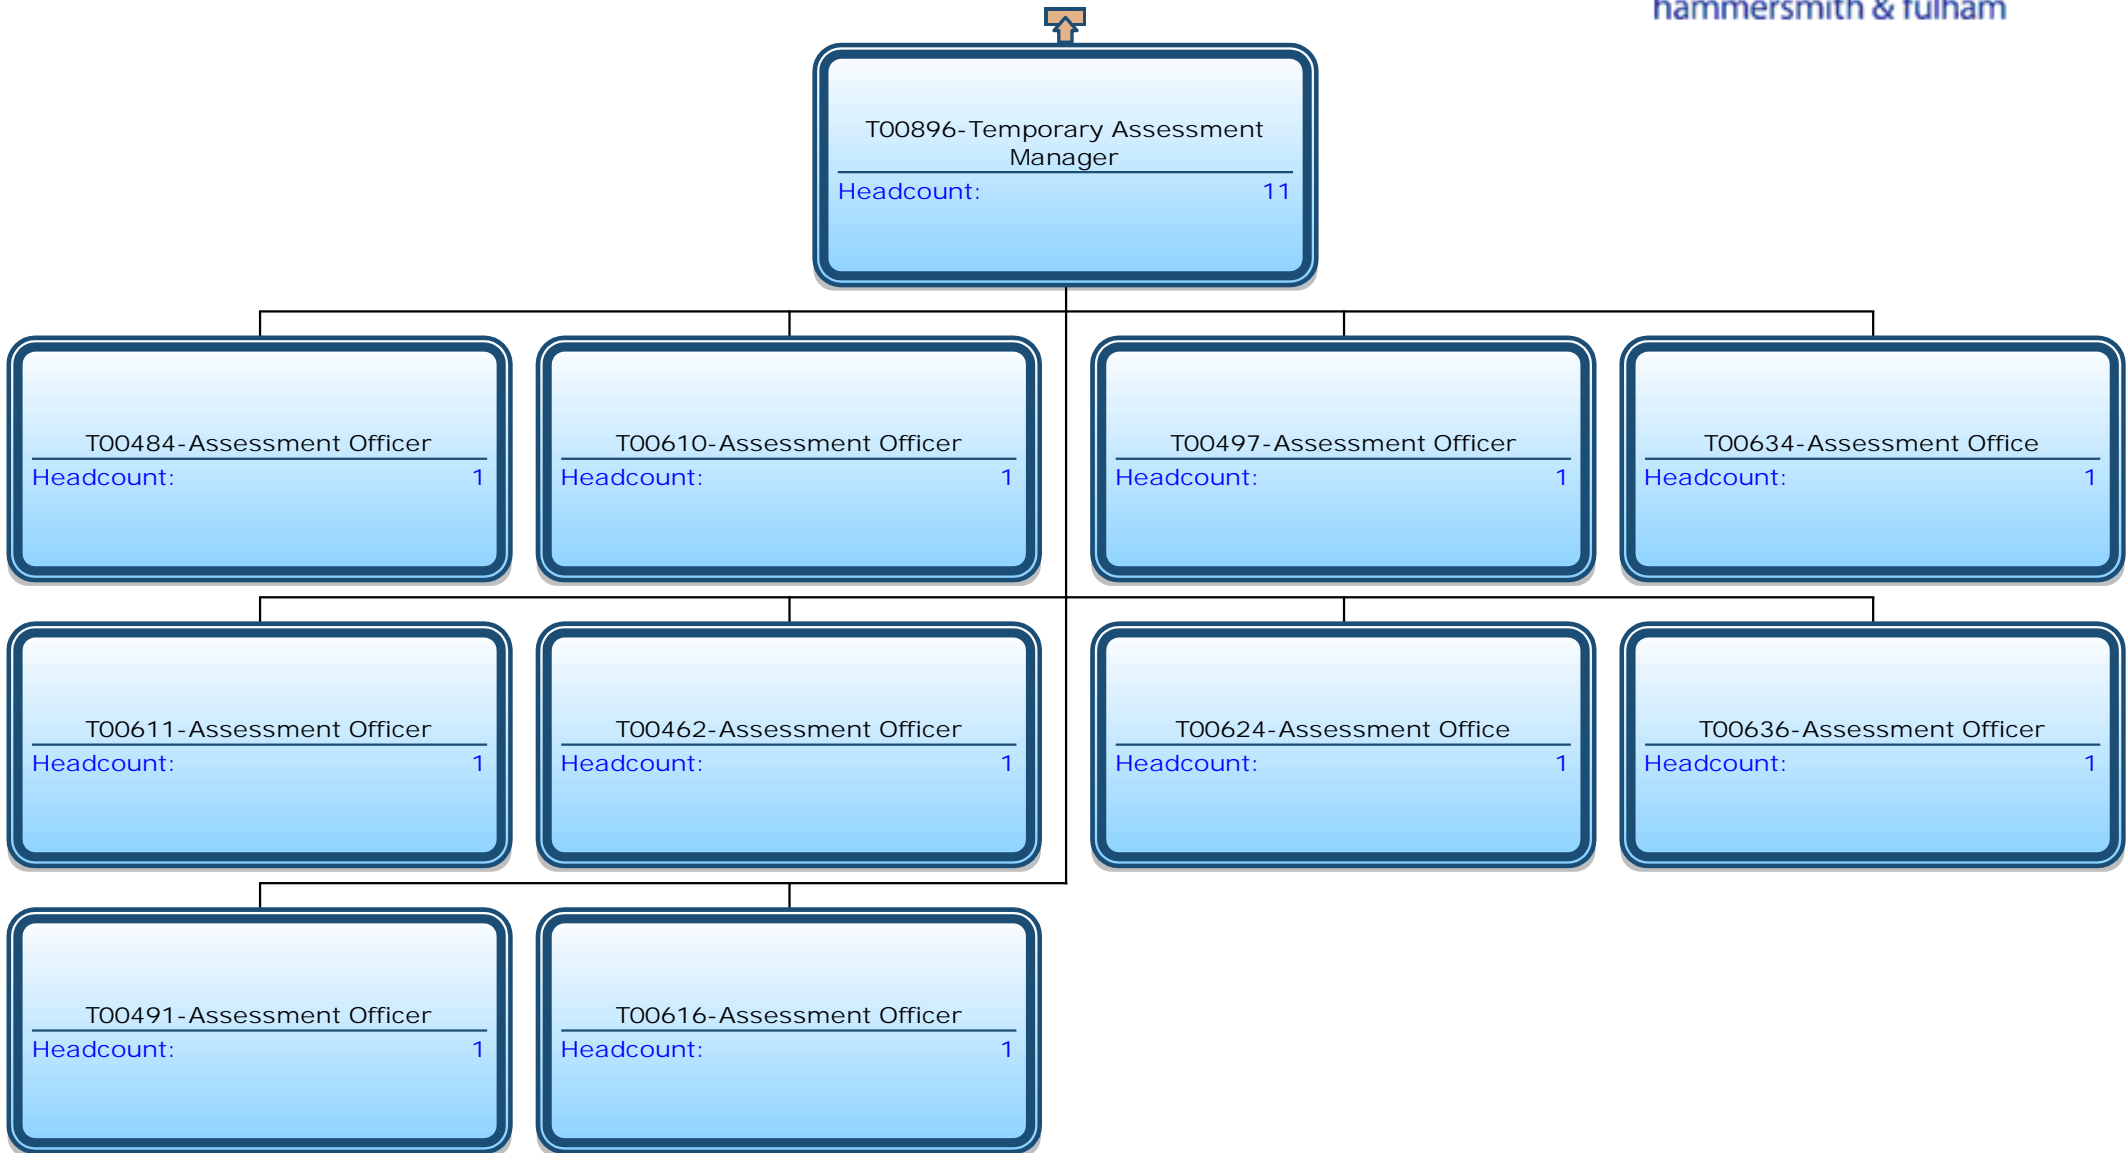 hammersmith & fulham
T00896-Temporary Assessment
Manager
Headcount: 11
T00484-Assessment Officer
Headcount: 1
T00610-Assessment Officer
Headcount: 1
T00497-Assessment Officer
Headcount: 1
T00634-Assessment Office
Headcount: 1
T00611-Assessment Officer
Headcount: 1
T00462-Assessment Officer
Headcount: 1
T00624-Assessment Office
Headcount: 1
T00636-Assessment Officer
Headcount: 1
T00491-Assessment Officer
Headcount: 1
T00616-Assessment Officer
Headcount: 1